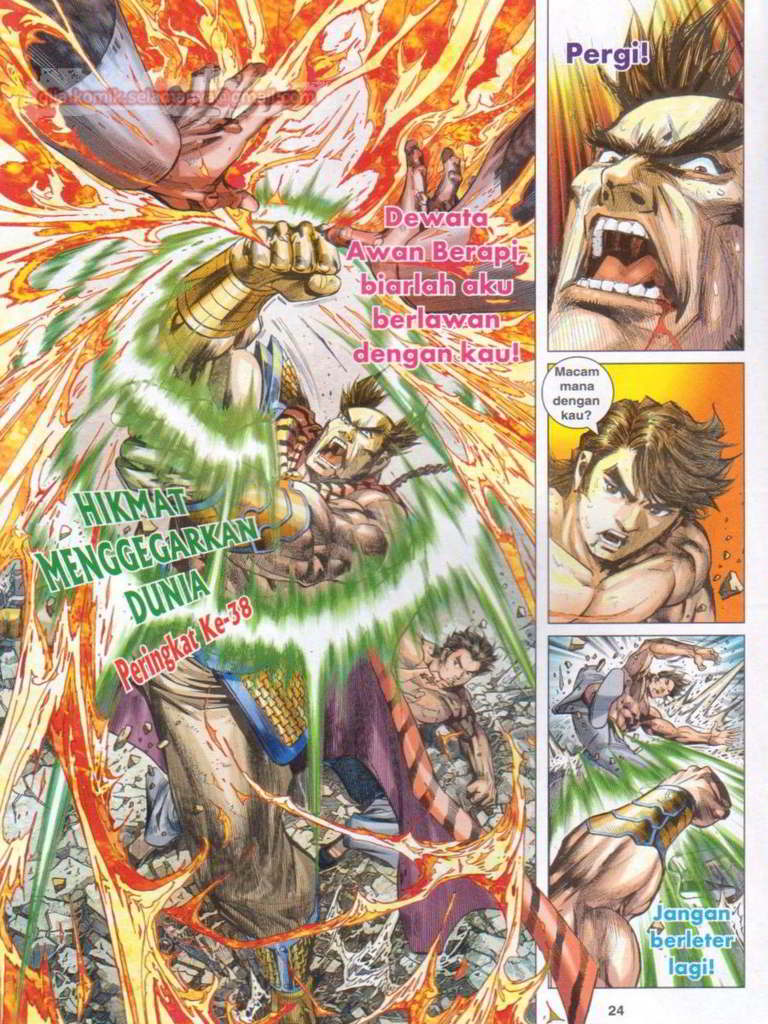 Dewata
Awan Berapi,
biarlah aku
berlawan
dengan kau!
HIKMAT
MENGGEGARKAN
DUNIA
Peringkat Ke-38
Pergi!
Macam
mana
dengan
kau?
Jangan
berleter
lagi!
24